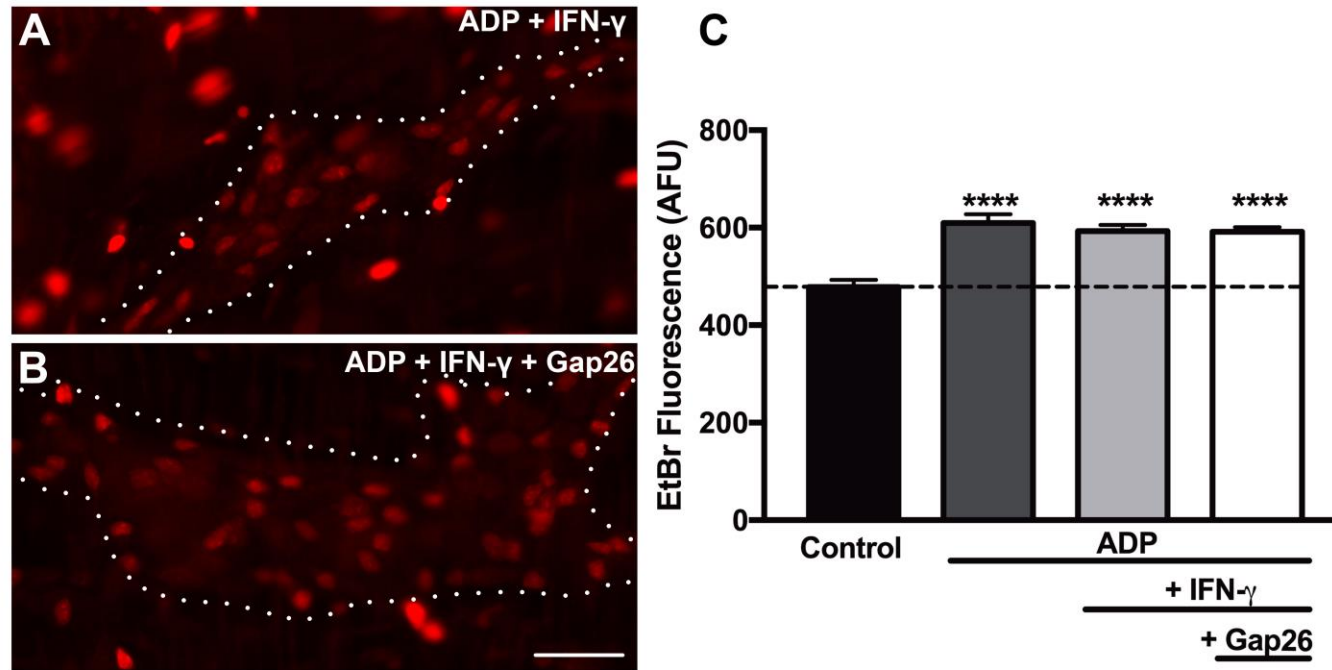 A
ADP + IFN-γ
B
ADP + IFN-γ + Gap26
C
EtBr Fluorescence (AFU)
800
600
400
200
0
****
****
****
Control
ADP
+ IFN-γ
+ Gap26